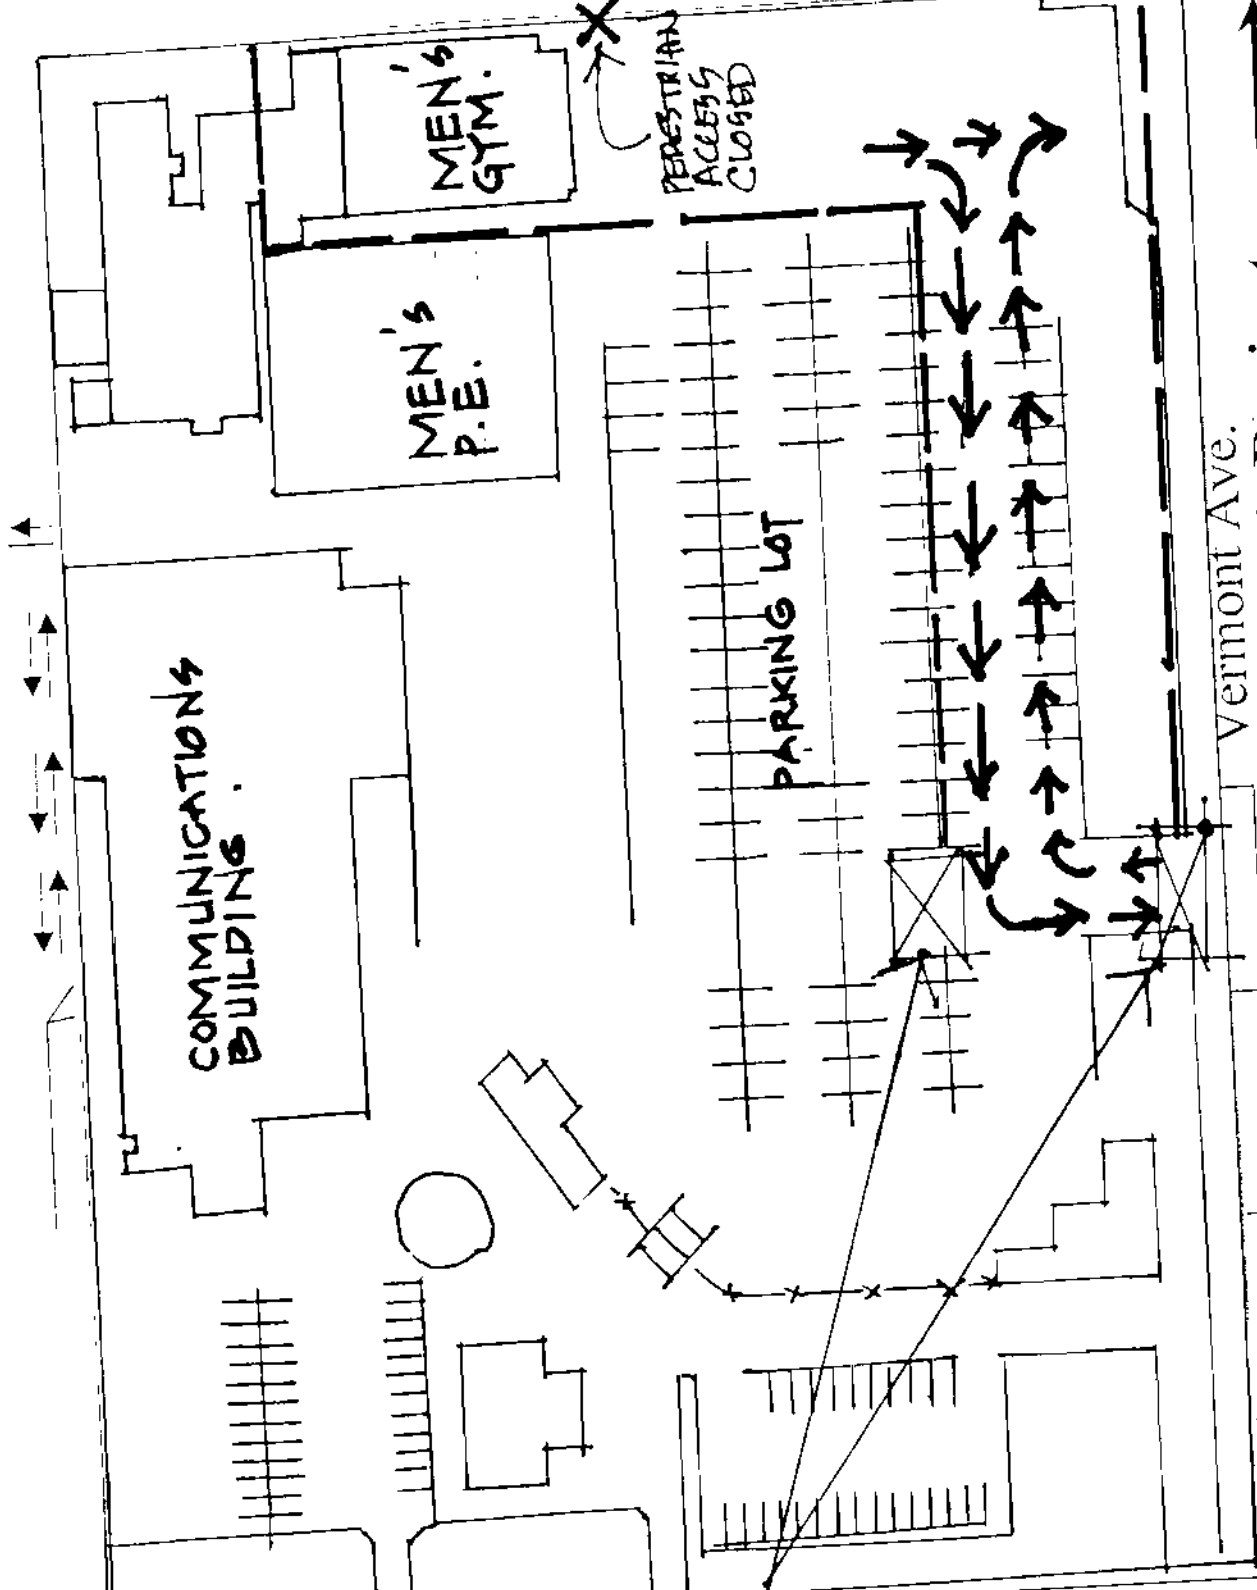 MEN'S
GYM.
PEDESTRIAN
ACCESS
CLOSED
MEN'S
P.E.
PARKING LOT
COMMUNICATIONS
BUILDING.
Vermont Ave.